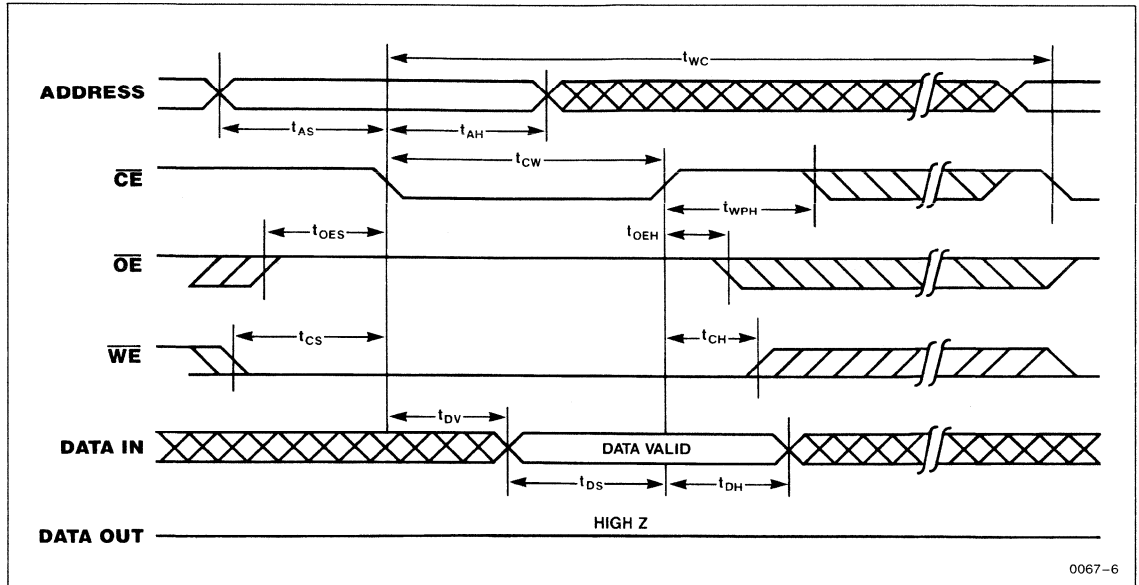 tWC
ADDRESS
tAS
tAH
tCW
CE
tWPH
tOES
tOEH
OE
tCS
tCH
WE
tDV
DATA IN
DATA VALID
tDS
tDH
HIGH Z
DATA OUT
0067-6